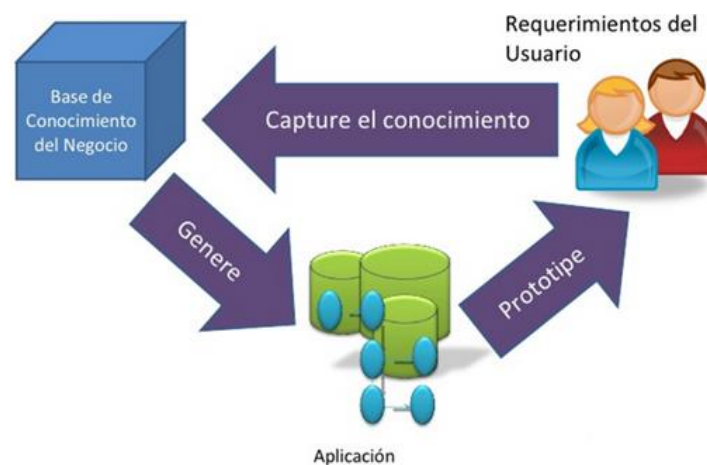 Requerimientos del
Usuario
Base de
Conocimiento
del Negocio
Capture el conocimiento
Genere
Prototipe
Aplicación